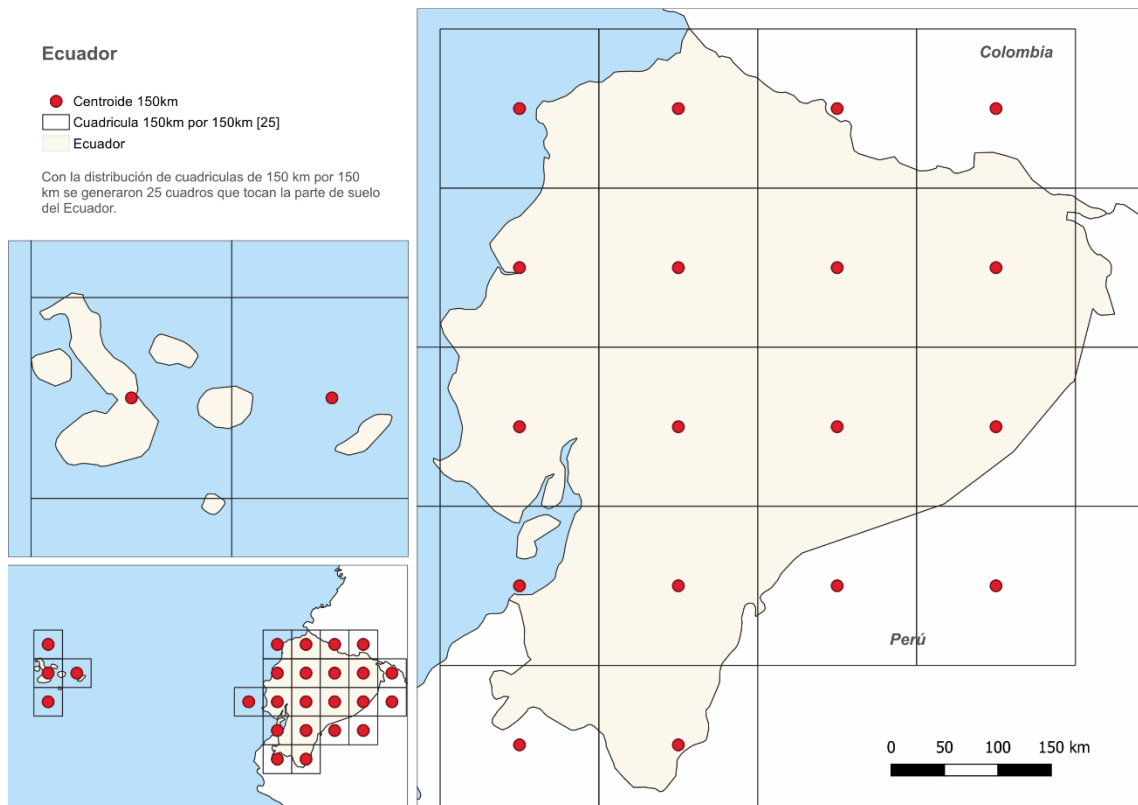 Ecuador
Centroide 150km
Cuadricula 150km por 150km [25]
Ecuador
Con la distribución de cuadriculas de 150 km por 150
km se generaron 25 cuadros que tocan la parte de suelo
del Ecuador.
Colombia
Perú
0 50 100 150 km